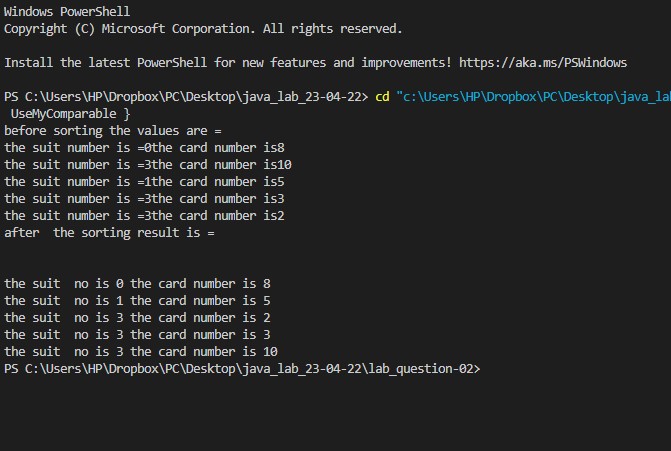 Windows PowerShell
Copyright (C) Microsoft Corporation. All rights reserved.
Install the latest PowerShell for new features and improvements! https://aka.ms/PSWindows
PS C:\Users\HP\Dropbox\PC\Desktop\java_lab_23-04-22> cd "c:\Users\HP\Dropbox\PC\Desktop\java_la
UseMyComparable }
before sorting the values are =
the suit number is =0the card number is8
the suit number is =3the card number is10
the suit number is =1the card number is5
the suit number is =3the card number is3
the suit number is =3the card number is2
after  the sorting result is =
the suit  no is 0 the card number is 8
the suit  no is 1 the card number is 5
the suit  no is 3 the card number is 2
the suit  no is 3 the card number is 3
the suit  no is 3 the card number is 10
PS C:\Users\HP\Dropbox\PC\Desktop\java_lab_23-04-22\lab_question-02>